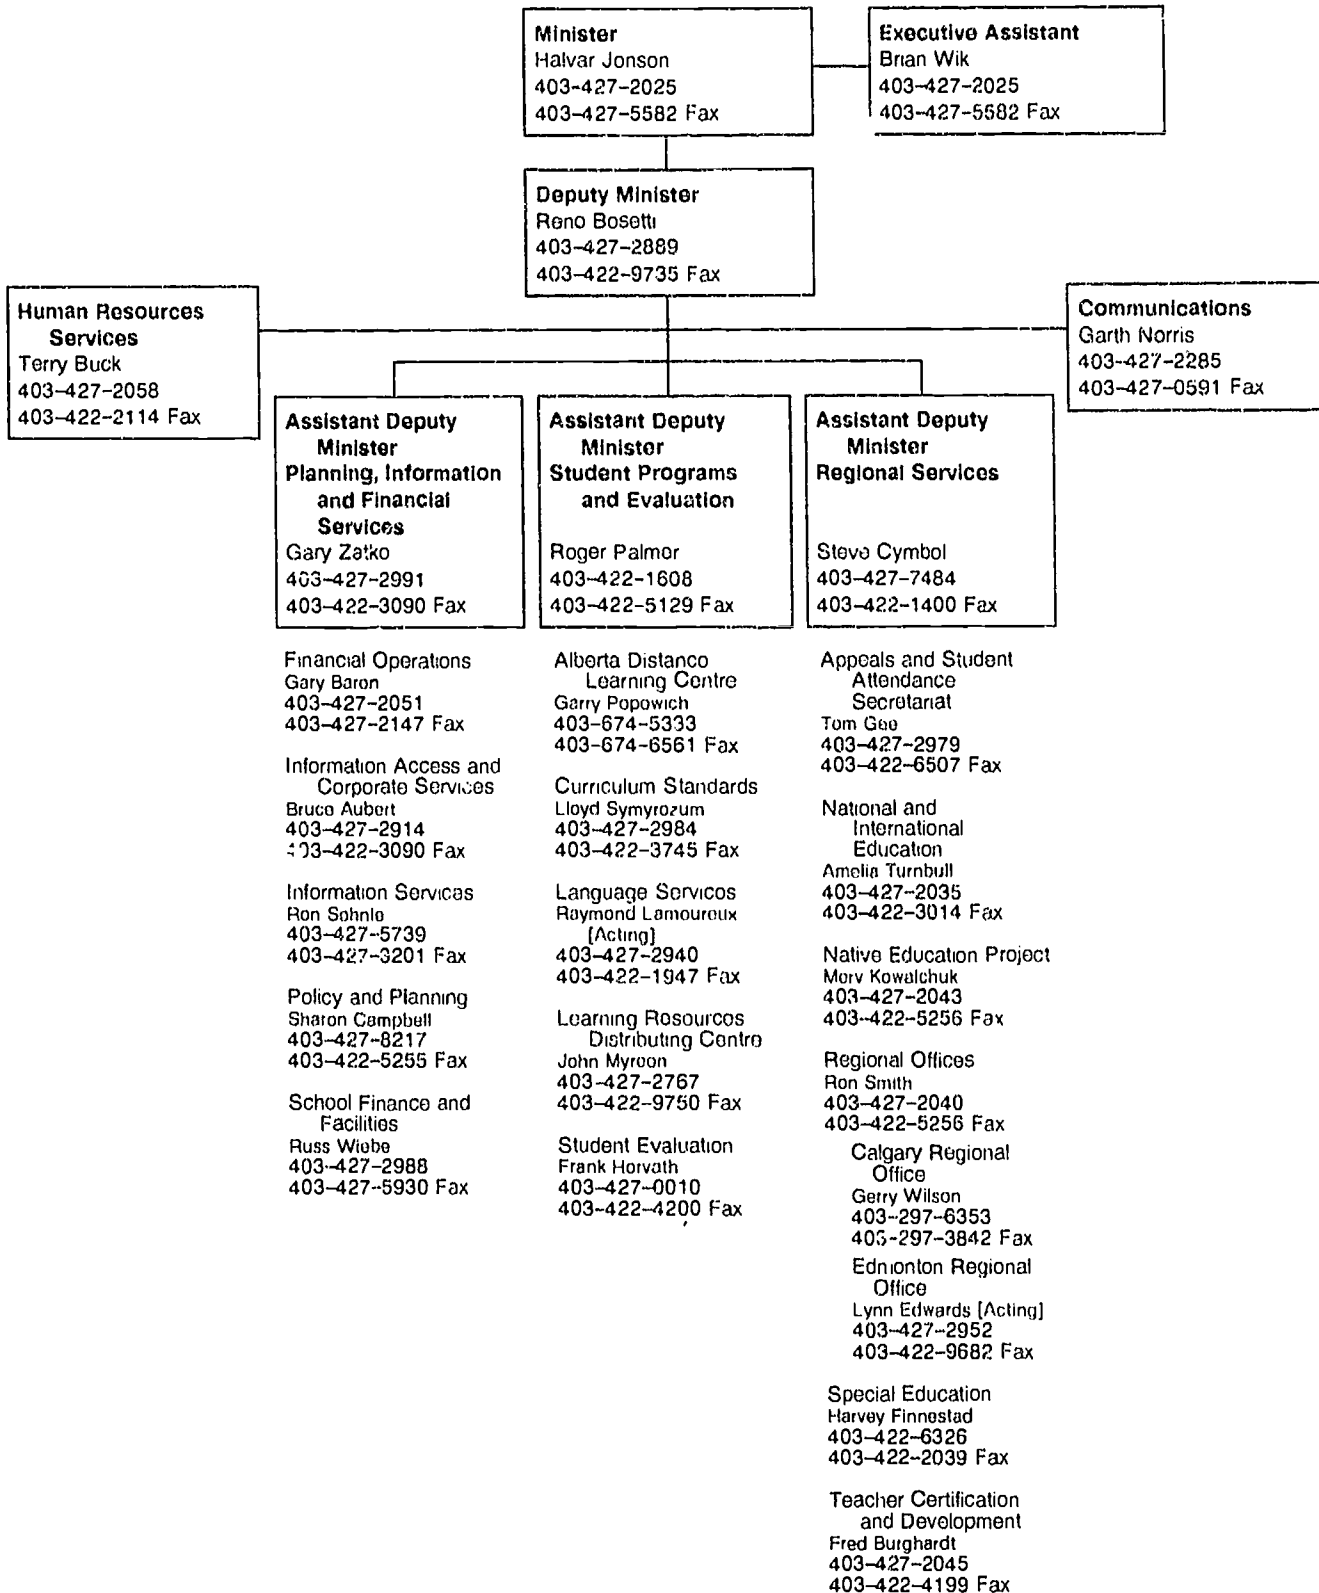 Minister
Halvar Jonson
403-427-2025
403-427-5582 Fax
Executive Assistant
Brian Wik
403-427-2025
403-427-5582 Fax
Deputy Minister
Reno Bosetti
403-427-2889
403-422-9735 Fax
Human Resources
Services
Terry Buck
403-427-2058
403-422-2114 Fax
Communications
Garth Norris
403-427-2285
403-427-0591 Fax
Assistant Deputy
Minister
Planning, Information
and Financial
Services
Gary Zatko
403-427-2991
403-422-3090 Fax
Assistant Deputy
Minister
Student Programs
and Evaluation
Roger Palmer
403-422-1608
403-422-5129 Fax
Assistant Deputy
Minister
Regional Services
Steve Cymbol
403-427-7484
403-422-1400 Fax
Financial Operations
Gary Baron
403-427-2051
403-427-2147 Fax
Information Access and
Corporate Services
Bruce Aubert
403-427-2914
403-422-3090 Fax
Information Services
Ron Sohnle
403-427-5739
403-427-3201 Fax
Policy and Planning
Sharon Campbell
403-427-8217
403-422-5255 Fax
School Finance and
Facilities
Russ Wiebe
403-427-2988
403-427-5930 Fax
Alberta Distance
Learning Centre
Garry Popowich
403-674-5333
403-674-6561 Fax
Curriculum Standards
Lloyd Symyrozum
403-427-2984
403-422-3745 Fax
Language Services
Raymond Lamoureux
[Acting]
403-427-2940
403-422-1947 Fax
Learning Resources
Distributing Centre
John Myroon
403-427-2767
403-422-9750 Fax
Student Evaluation
Frank Horvath
403-427-0010
403-422-4200 Fax
Appeals and Student
Attendance
Secretariat
Tom Gee
403-427-2979
403-422-6507 Fax
National and
International
Education
Amelia Turnbull
403-427-2035
403-422-3014 Fax
Native Education Project
Merv Kowalchuk
403-427-2043
403-422-5256 Fax
Regional Offices
Ron Smith
403-427-2040
403-422-5256 Fax
Calgary Regional
Office
Gerry Wilson
403-297-6353
403-297-3842 Fax
Edmonton Regional
Office
Lynn Edwards [Acting]
403-427-2952
403-422-9682 Fax
Special Education
Harvey Finnestad
403-422-6326
403-422-2039 Fax
Teacher Certification
and Development
Fred Burghardt
403-427-2045
403-422-4199 Fax